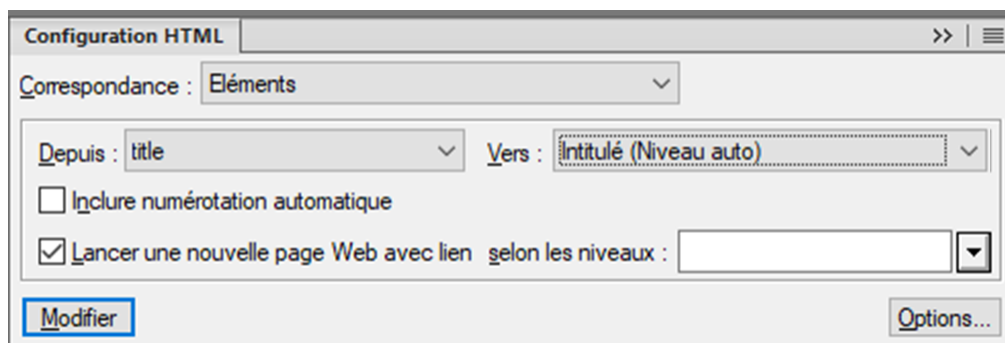 Configuration HTML
Correspondance : Eléments
Depuis : title Vers : Intitulé (Niveau auto)
Inclure numérotation automatique
Lancer une nouvelle page Web avec lien selon les niveaux :
Modifier Options...